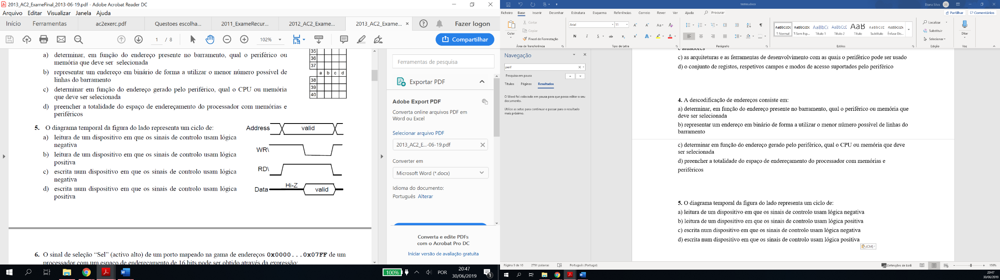 2013_AC2_ExameFinal_2013-06-19.pdf - Adobe Acrobat Reader DC
Arquivo Editar Visualizar Janela Ajuda
Início Ferramentas ac2exerc.pdf Questoes escolha... 2011_ExameRecur... 2012_AC2_Exame... 2013_AC2_Exame... × ? Fazer logon
1 / 8 102% Compartilhar
a) determinar, em função do endereço presente no barramento, qual o periférico ou
memória que deve ser selecionada
b) representar um endereço em binário de forma a utilizar o menor número possível de
linhas do barramento
c) determinar em função do endereço gerado pelo periférico, qual o CPU ou memória
que deve ser selecionada
d) preencher a totalidade do espaço de endereçamento do processador com memórias e
periféricos
35
36
37
a b c d
38
39
40
5. O diagrama temporal da figura do lado representa um ciclo de:
a) leitura de um dispositivo em que os sinais de controlo usam lógica
negativa
b) leitura de um dispositivo em que os sinais de controlo usam lógica
positiva
c) escrita num dispositivo em que os sinais de controlo usam lógica
negativa
d) escrita num dispositivo em que os sinais de controlo usam lógica
positiva
Address valid
WR\
RD\
Data Hi-Z valid
6. O sinal de seleção “Sel” (activo alto) de um porto mapeado na gama de endereços 0x0000...0x07FF de um
processador com um espaço de endereçamento de 16 bits pode ser obtido através da expressão:
Ferramentas de pesquisa
Exportar PDF
Adobe Export PDF
Converta online arquivos PDF em
Word ou Excel
Selecionar arquivo PDF
2013_AC2_E...-06-19.pdf
Converter em
Microsoft Word (*.docx)
Idioma do documento:
Português Alterar
Converta e edite PDFs
com o Acrobat Pro DC
Iniciar versão de avaliação gratuita
100% POR 20:47
30/06/2019 1
testes.docx Diana Silva DS
Ficheiro Base Inserir Desenhar Estrutura Esquema Referências Correio Rever Ver Ajuda Procurar Partilhar Comentários
Colar
Cortar
Copiar
Pincel de Formatação
Área de Transferência
Arial 11
N I S ab x₂ x² A A
Tipo de Letra
Parágrafo
AaBbCcDc AaBbCcDc AaBbCc AaBbCcC AaB AaBbCcD AaBbCcDc
¶ Normal ¶ Sem Esp... Título 1 Título 2 Título Subtítulo Ênfase Dis...
Estilos
Localizar
Substituir
Selecionar
Edição
Ditar
Voz
Navegação
perif
Pesquisa em pausa
Títulos Páginas Resultados
O Word foi colocado em pausa para que possa editar o seu
documento.
Utilize as setas para continuar e passar para o resultado
mais próximo.
e atuadores
c) as arquiteturas e as ferramentas de desenvolvimento com as quais o periférico pode ser usado
d) o conjunto de registos, respetivos campos e modos de acesso suportados pelo periférico
4. A descodificação de endereços consiste em:
a) determinar, em função do endereço presente no barramento, qual o periférico ou memória que
deve ser selecionada
b) representar um endereço em binário de forma a utilizar o menor número possível de linhas do
barramento
c) determinar em função do endereço gerado pelo periférico, qual o CPU ou memória que deve
ser selecionada
d) preencher a totalidade do espaço de endereçamento do processador com memórias e
periféricos
5. O diagrama temporal da figura do lado representa um ciclo de:
a) leitura de um dispositivo em que os sinais de controlo usam lógica negativa
b) leitura de um dispositivo em que os sinais de controlo usam lógica positiva
c) escrita num dispositivo em que os sinais de controlo usam lógica negativa
d) escrita num dispositivo em que os sinais de controlo usam lógica positiva
(Ctrl)
Página 9 de 10 2791 palavras Português (Portugal) Definições de Ecrã 156%
20:47
30/06/2019